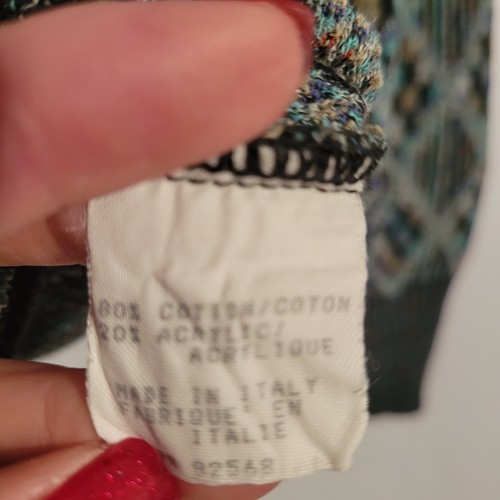 80% COTTON/COTON
20% ACRYLIC/
ACRYLIQUE
MADE IN ITALY
FABRIQUE' EN
ITALIE
92568